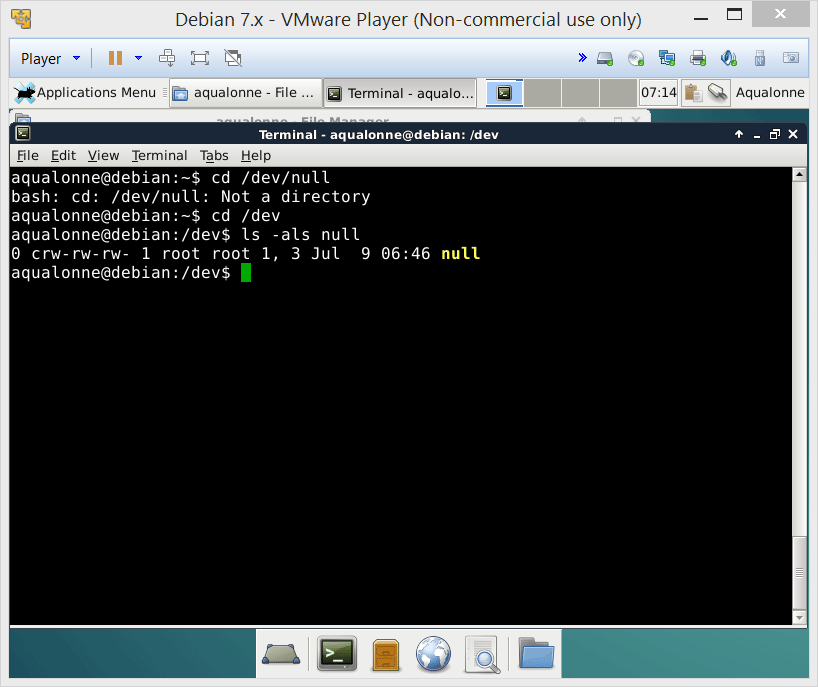 Debian 7.x - VMware Player (Non-commercial use only)
Player
Applications Menu
aqualonne - File ...
Terminal - aqualo...
07:14
Aqualonne
aqualonne - File Manager
Terminal - aqualonne@debian: /dev
File Edit View Terminal Tabs Help
aqualonne@debian:~$ cd /dev/null
bash: cd: /dev/null: Not a directory
aqualonne@debian:~$ cd /dev
aqualonne@debian:/dev$ ls -als null
0 crw-rw-rw- 1 root root 1, 3 Jul  9 06:46 null
aqualonne@debian:/dev$